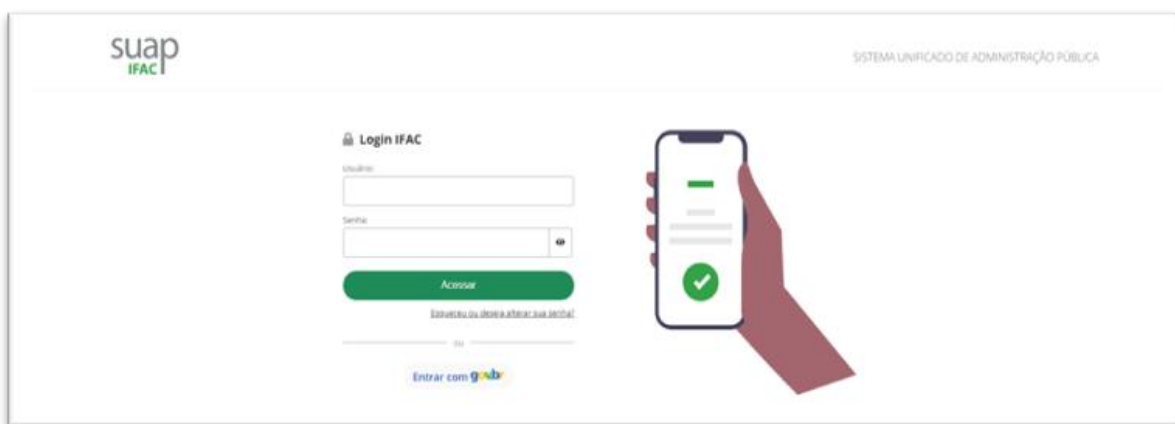 suap
IFAC
SISTEMA UNIFICADO DE ADMINISTRAÇÃO PÚBLICA
Login IFAC
Usuário:
Senha:
Acessar
Esqueceu ou deseja alterar sua senha?
ou
Entrar com gov.br